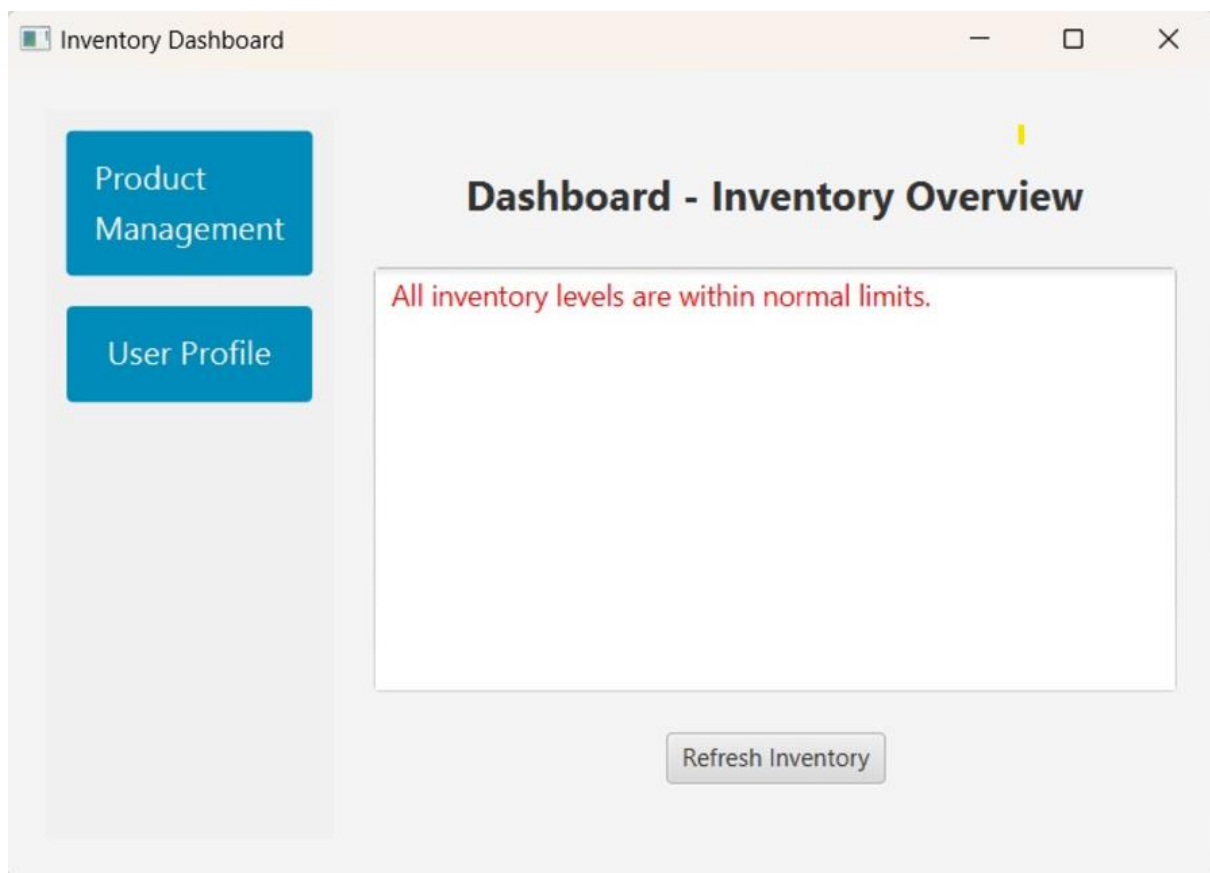 Inventory Dashboard
Product
Management
User Profile
Dashboard - Inventory Overview
All inventory levels are within normal limits.
Refresh Inventory